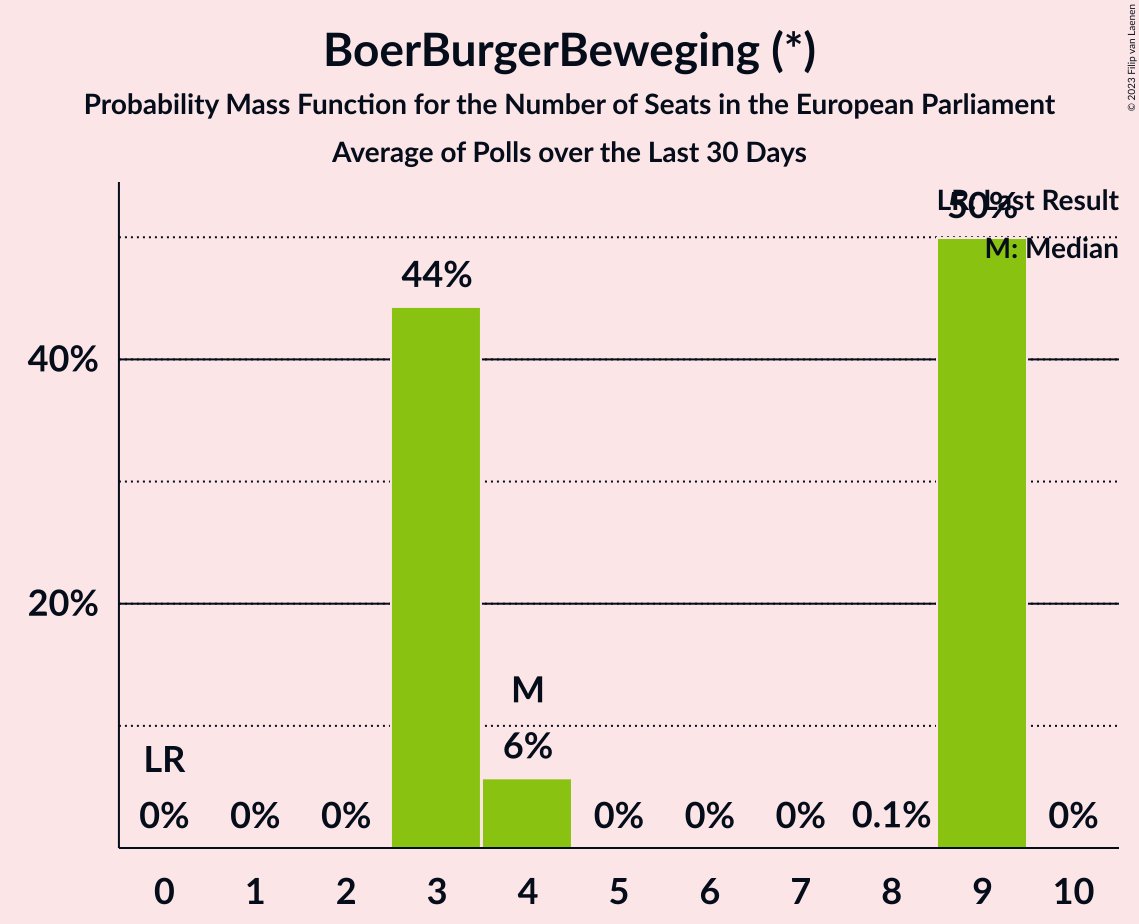 BoerBurgerBeweging (*)
Probability Mass Function for the Number of Seats in the European Parliament
Average of Polls over the Last 30 Days
© 2023 Filip van Laenen
LR: Last Result
50%
M: Median
44%
40%
20%
M
6%
LR
0% 0% 0% 0% 0% 0% 0.1% 0%
0 1 2 3 4 5 6 7 8 9 10